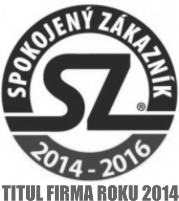 SPOKOJENÝ ZÁKAZNÍK
SZ®
2014 - 2016
TITUL FIRMA ROKU 2014